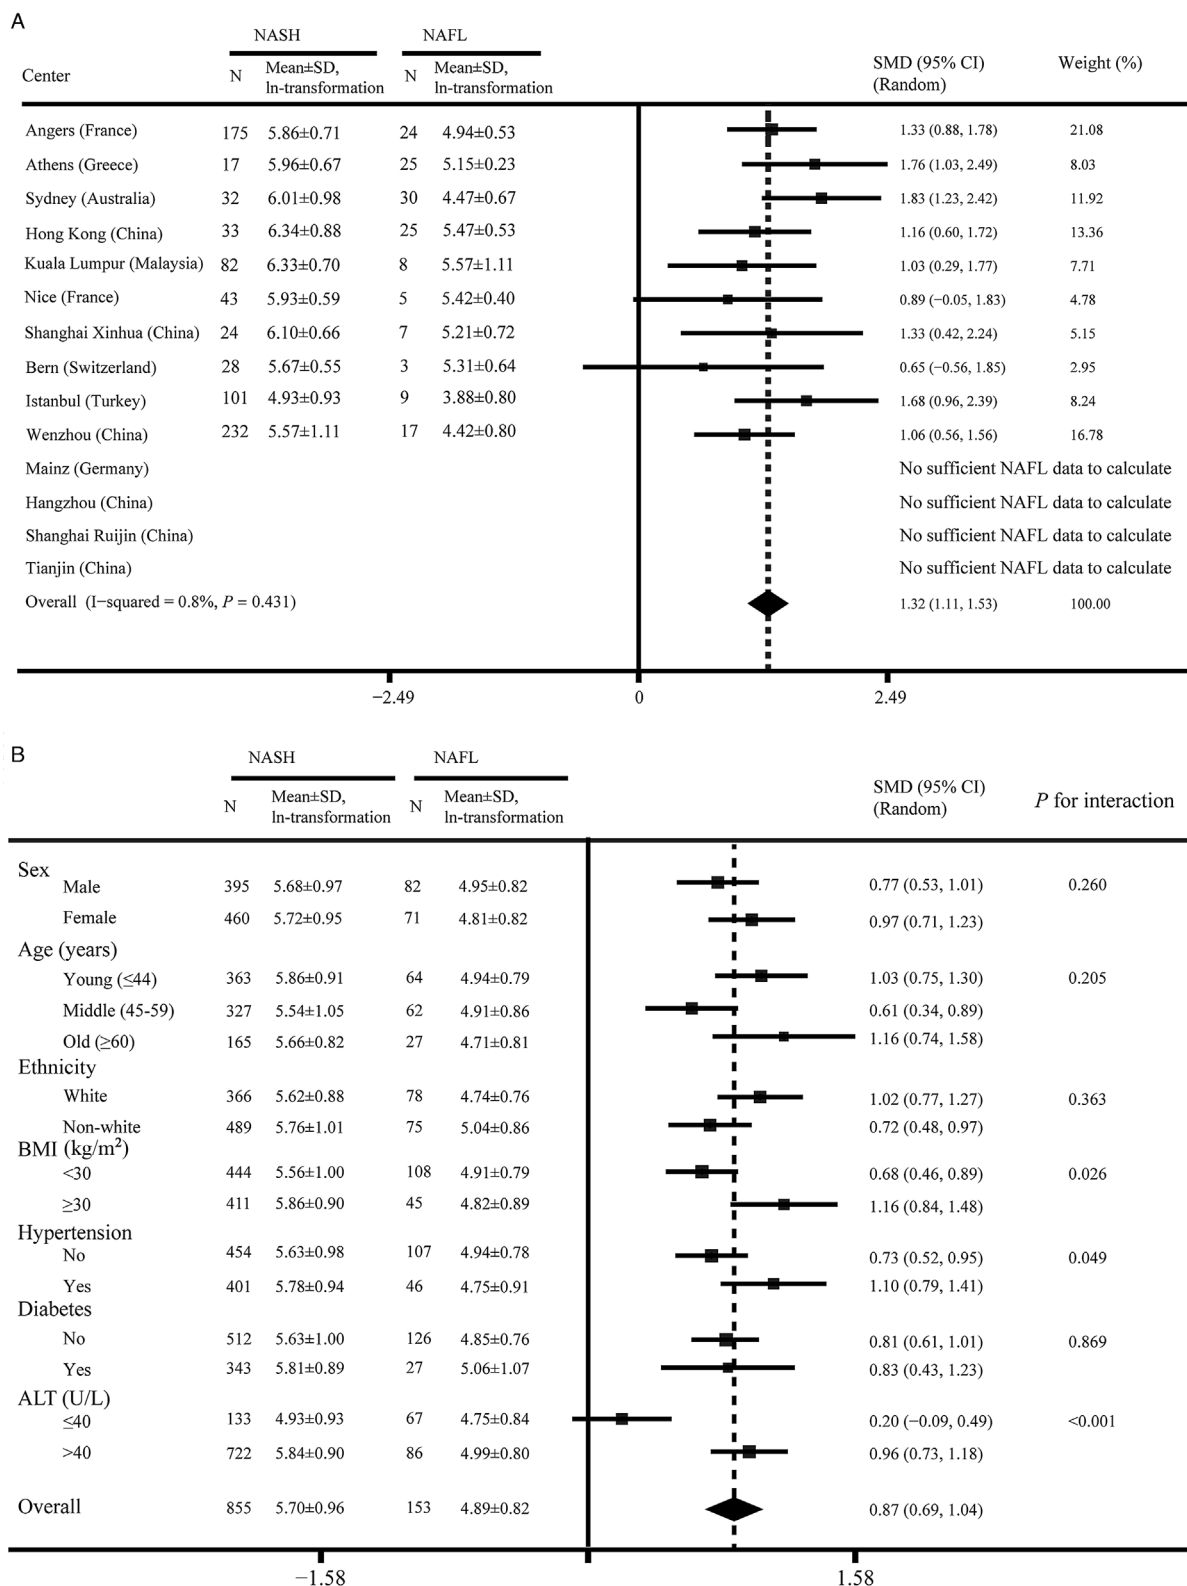 A
NASH NAFL
Center N Mean±SD, ln-transformation N Mean±SD, ln-transformation SMD (95% CI) (Random) Weight (%)
Angers (France) 175 5.86±0.71 24 4.94±0.53 1.33 (0.88, 1.78) 21.08
Athens (Greece) 17 5.96±0.67 25 5.15±0.23 1.76 (1.03, 2.49) 8.03
Sydney (Australia) 32 6.01±0.98 30 4.47±0.67 1.83 (1.23, 2.42) 11.92
Hong Kong (China) 33 6.34±0.88 25 5.47±0.53 1.16 (0.60, 1.72) 13.36
Kuala Lumpur (Malaysia) 82 6.33±0.70 8 5.57±1.11 1.03 (0.29, 1.77) 7.71
Nice (France) 43 5.93±0.59 5 5.42±0.40 0.89 (−0.05, 1.83) 4.78
Shanghai Xinhua (China) 24 6.10±0.66 7 5.21±0.72 1.33 (0.42, 2.24) 5.15
Bern (Switzerland) 28 5.67±0.55 3 5.31±0.64 0.65 (−0.56, 1.85) 2.95
Istanbul (Turkey) 101 4.93±0.93 9 3.88±0.80 1.68 (0.96, 2.39) 8.24
Wenzhou (China) 232 5.57±1.11 17 4.42±0.80 1.06 (0.56, 1.56) 16.78
Mainz (Germany) No sufficient NAFL data to calculate
Hangzhou (China) No sufficient NAFL data to calculate
Shanghai Ruijin (China) No sufficient NAFL data to calculate
Tianjin (China) No sufficient NAFL data to calculate
Overall (I−squared = 0.8%, P = 0.431) 1.32 (1.11, 1.53) 100.00
−2.49 0 2.49
B
NASH NAFL
N Mean±SD, ln-transformation N Mean±SD, ln-transformation SMD (95% CI) (Random) P for interaction
Sex
Male 395 5.68±0.97 82 4.95±0.82 0.77 (0.53, 1.01) 0.260
Female 460 5.72±0.95 71 4.81±0.82 0.97 (0.71, 1.23)
Age (years)
Young (≤44) 363 5.86±0.91 64 4.94±0.79 1.03 (0.75, 1.30) 0.205
Middle (45-59) 327 5.54±1.05 62 4.91±0.86 0.61 (0.34, 0.89)
Old (≥60) 165 5.66±0.82 27 4.71±0.81 1.16 (0.74, 1.58)
Ethnicity
White 366 5.62±0.88 78 4.74±0.76 1.02 (0.77, 1.27) 0.363
Non-white 489 5.76±1.01 75 5.04±0.86 0.72 (0.48, 0.97)
BMI (kg/m²)
<30 444 5.56±1.00 108 4.91±0.79 0.68 (0.46, 0.89) 0.026
≥30 411 5.86±0.90 45 4.82±0.89 1.16 (0.84, 1.48)
Hypertension
No 454 5.63±0.98 107 4.94±0.78 0.73 (0.52, 0.95) 0.049
Yes 401 5.78±0.94 46 4.75±0.91 1.10 (0.79, 1.41)
Diabetes
No 512 5.63±1.00 126 4.85±0.76 0.81 (0.61, 1.01) 0.869
Yes 343 5.81±0.89 27 5.06±1.07 0.83 (0.43, 1.23)
ALT (U/L)
≤40 133 4.93±0.93 67 4.75±0.84 0.20 (−0.09, 0.49) <0.001
>40 722 5.84±0.90 86 4.99±0.80 0.96 (0.73, 1.18)
Overall 855 5.70±0.96 153 4.89±0.82 0.87 (0.69, 1.04)
−1.58 1.58